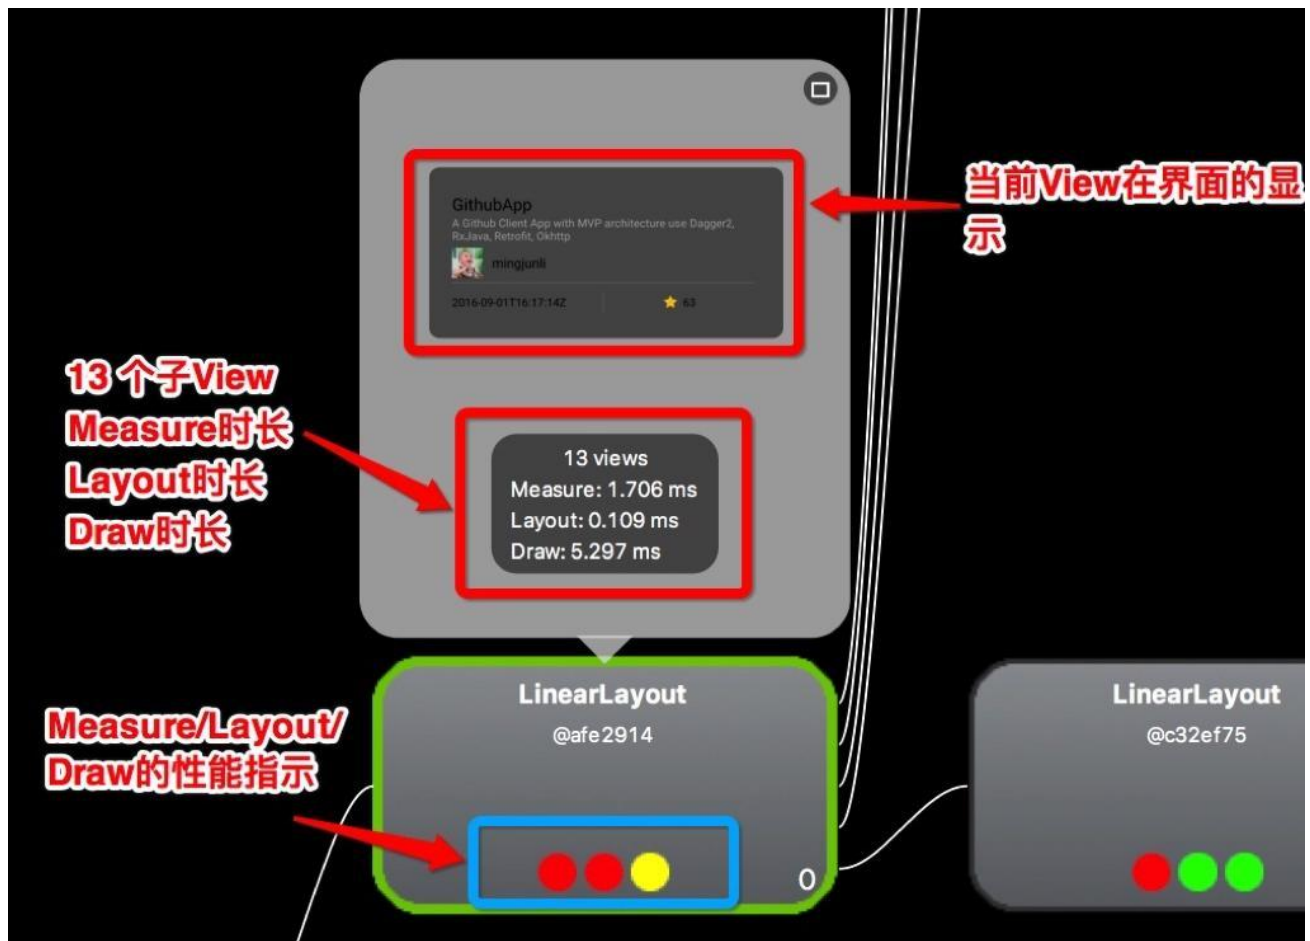 GithubApp
A Github Client App with MVP architecture use Dagger2,
RxJava, Retrofit, Okhttp
mingjunli
2016-09-01T16:17:14Z
63
当前View在界面的显
示
13 个子View
Measure时长
Layout时长
Draw时长
13 views
Measure: 1.706 ms
Layout: 0.109 ms
Draw: 5.297 ms
Measure/Layout/
Draw的性能指示
LinearLayout
@afe2914
0
LinearLayout
@c32ef75